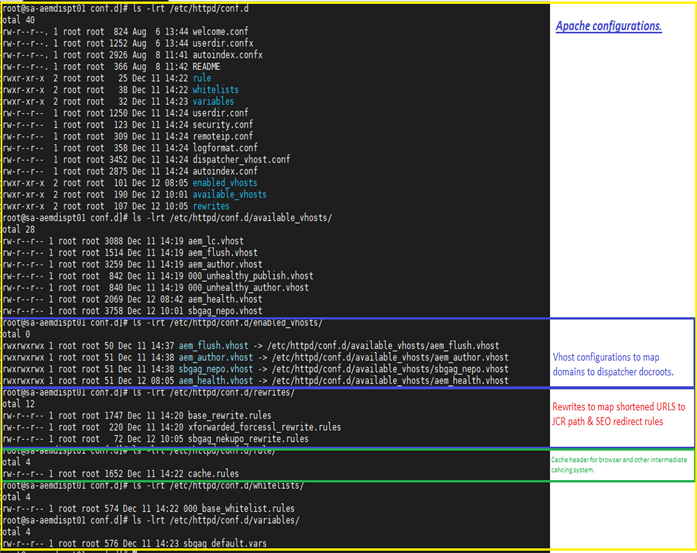 root@sa-aemdispt01 conf.d]# ls -lrt /etc/httpd/conf.d
otal 40
rw-r--r--. 1 root root  824 Aug  6 13:44 welcome.conf
rw-r--r--. 1 root root 1252 Aug  6 13:44 userdir.confx
rw-r--r--. 1 root root 2926 Aug  8 11:41 autoindex.confx
rw-r--r--. 1 root root  366 Aug  8 11:42 README
rwxr-xr-x  2 root root   25 Dec 11 14:22 rule
rwxr-xr-x  2 root root   38 Dec 11 14:22 whitelists
rwxr-xr-x  2 root root   32 Dec 11 14:23 variables
rw-r--r--  1 root root 1250 Dec 11 14:24 userdir.conf
rw-r--r--  1 root root  123 Dec 11 14:24 security.conf
rw-r--r--  1 root root  309 Dec 11 14:24 remoteip.conf
rw-r--r--  1 root root  358 Dec 11 14:24 logformat.conf
rw-r--r--  1 root root 3452 Dec 11 14:24 dispatcher_vhost.conf
rw-r--r--  1 root root 2875 Dec 11 14:24 autoindex.conf
rwxr-xr-x  2 root root  101 Dec 12 08:05 enabled_vhosts
rwxr-xr-x  2 root root  190 Dec 12 10:01 available_vhosts
rwxr-xr-x  2 root root  107 Dec 12 10:05 rewrites
root@sa-aemdispt01 conf.d]# ls -lrt /etc/httpd/conf.d/available_vhosts/
otal 28
rw-r--r-- 1 root root 3088 Dec 11 14:19 aem_lc.vhost
rw-r--r-- 1 root root 1514 Dec 11 14:19 aem_flush.vhost
rw-r--r-- 1 root root 3259 Dec 11 14:19 aem_author.vhost
rw-r--r-- 1 root root  842 Dec 11 14:19 000_unhealthy_publish.vhost
rw-r--r-- 1 root root  840 Dec 11 14:19 000_unhealthy_author.vhost
rw-r--r-- 1 root root 2069 Dec 12 08:42 aem_health.vhost
rw-r--r-- 1 root root 3758 Dec 12 10:01 sbgag_nepo.vhost
root@sa-aemdispt01 conf.d]# ls -lrt /etc/httpd/conf.d/enabled_vhosts/
otal 0
rwxrwxrwx 1 root root 50 Dec 11 14:37 aem_flush.vhost -> /etc/httpd/conf.d/available_vhosts/aem_flush.vhost
rwxrwxrwx 1 root root 51 Dec 11 14:38 aem_author.vhost -> /etc/httpd/conf.d/available_vhosts/aem_author.vhost
rwxrwxrwx 1 root root 51 Dec 11 14:38 sbgag_nepo.vhost -> /etc/httpd/conf.d/available_vhosts/sbgag_nepo.vhost
rwxrwxrwx 1 root root 51 Dec 12 08:05 aem_health.vhost -> /etc/httpd/conf.d/available_vhosts/aem_health.vhost
root@sa-aemdispt01 conf.d]# ls -lrt /etc/httpd/conf.d/rewrites/
otal 12
rw-r--r-- 1 root root 1747 Dec 11 14:20 base_rewrite.rules
rw-r--r-- 1 root root  220 Dec 11 14:20 xforwarded_forcessl_rewrite.rules
rw-r--r-- 1 root root   72 Dec 12 10:05 sbgag_nekupo_rewrite.rules
root@sa-aemdispt01 conf.d]# ls -lrt /etc/httpd/conf.d/rule/
otal 4
rw-r--r-- 1 root root 1652 Dec 11 14:22 cache.rules
root@sa-aemdispt01 conf.d]# ls -lrt /etc/httpd/conf.d/whitelists/
otal 4
rw-r--r-- 1 root root 574 Dec 11 14:22 000_base_whitelist.rules
root@sa-aemdispt01 conf.d]# ls -lrt /etc/httpd/conf.d/variables/
otal 4
rw-r--r-- 1 root root 576 Dec 11 14:23 sbgag_default.vars
Apache configurations.
Vhost configurations to map
domains to dispatcher docroots.
Rewrites to map shortened URLS to
JCR path & SEO redirect rules
Cache header for browser and other intermediate
cahcing system.